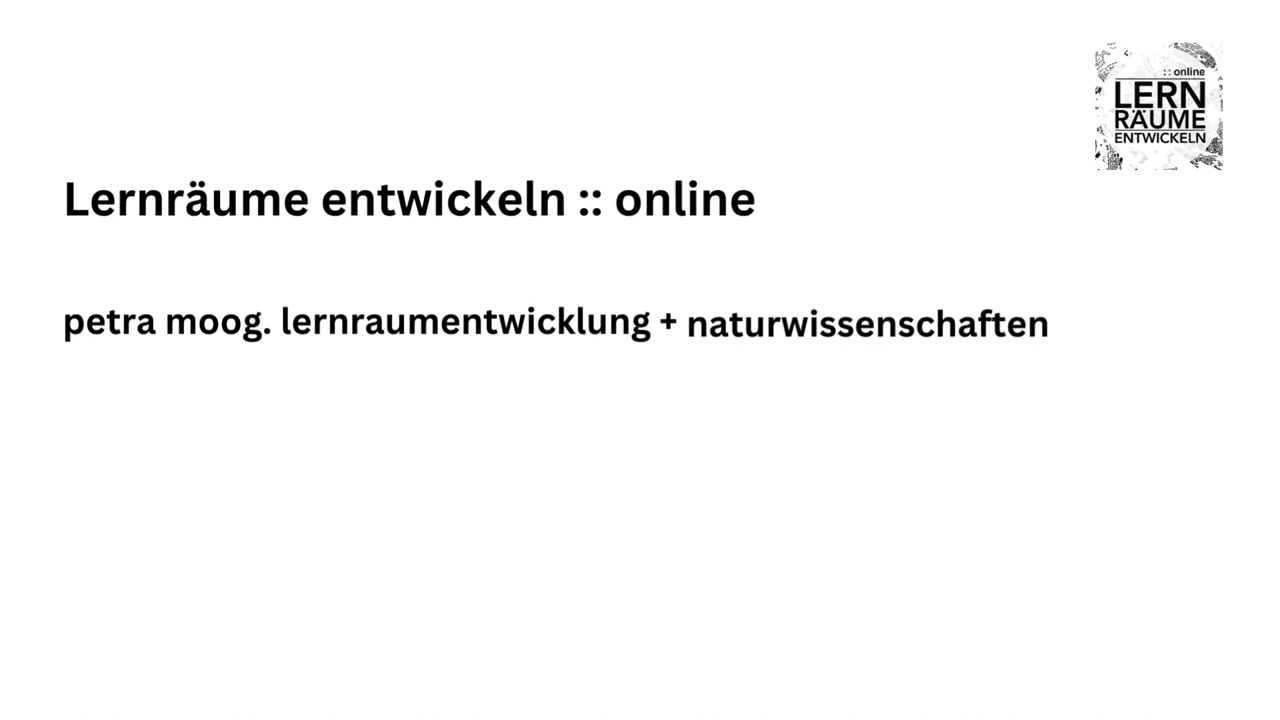 :: online
LERN
RÄUME
ENTWICKELN
Lernräume entwickeln :: online
petra moog. lernraumentwicklung + naturwissenschaften